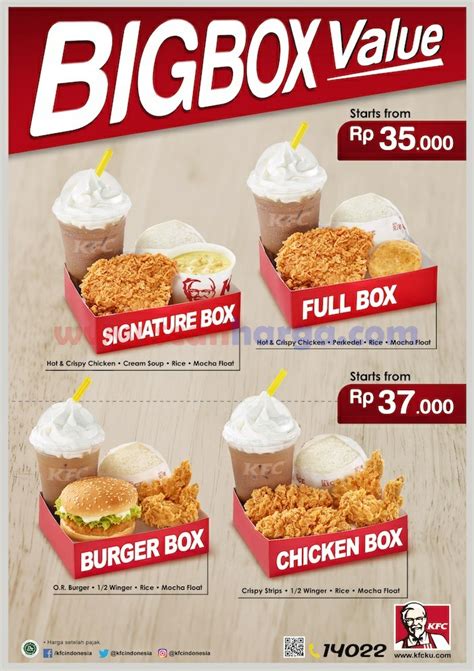 BIGBOX Value
Starts from
Rp 35.000
KFC
KFC
SIGNATURE BOX
FULL BOX
Hot & Crispy Chicken • Cream Soup • Rice • Mocha Float
Hot & Crispy Chicken • Perkedel • Rice • Mocha Float
Starts from
Rp 37.000
KFC
KFC
BURGER BOX
CHICKEN BOX
O.R. Burger • 1/2 Winger • Rice • Mocha Float
Crispy Strips • 1/2 Winger • Rice • Mocha Float
• Harga setelah pajak
/kfcindonesia @kfcindonesia @kfcindonesia
14022
KFC
www.kfcku.com